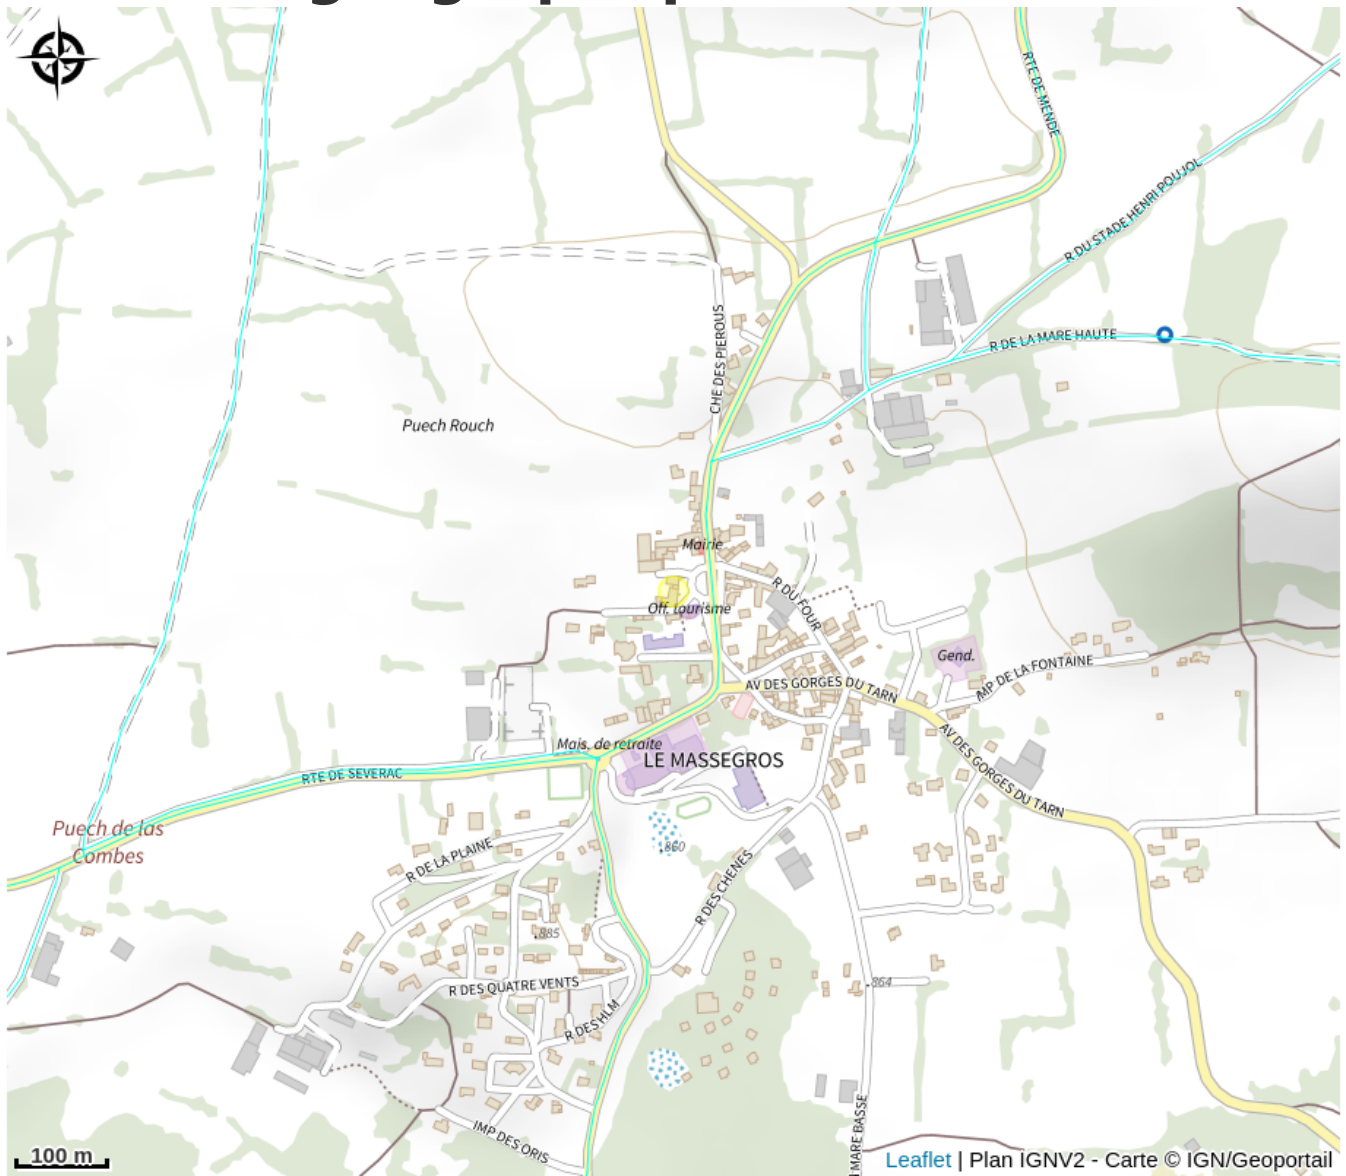 RTE DE MENDE
R DU STADE HENRI POUJOL
R DE LA MARE HAUTE
CHE DES PIEROUS
Puech Rouch
Mairie
R DU FOUR
Off. tourisme
Gend.
IMP DE LA FONTAINE
AV DES GORGES DU TARN
AV DES GORGES DU TARN
Mais. de retraite
LE MASSEGROS
RTE DE SEVERAC
Puech de las
Combes
860
R DE LA PLAINE
R DES CHENES
885
864
R DES QUATRE VENTS
R DES HLM
MARE BASSE
IMP DES ORIS
100 m
Leaflet | Plan IGNV2 - Carte © IGN/Geoportail